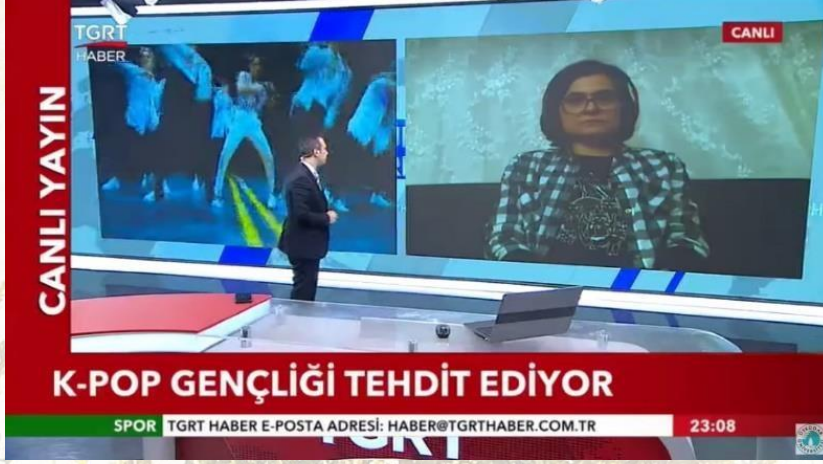 TGRT
HABER
CANLI
CANLI YAYIN
K-POP GENÇLİĞİ TEHDİT EDİYOR
SPOR TGRT HABER E-POSTA ADRESİ: HABER@TGRTHABER.COM.TR 23:08
TGRT